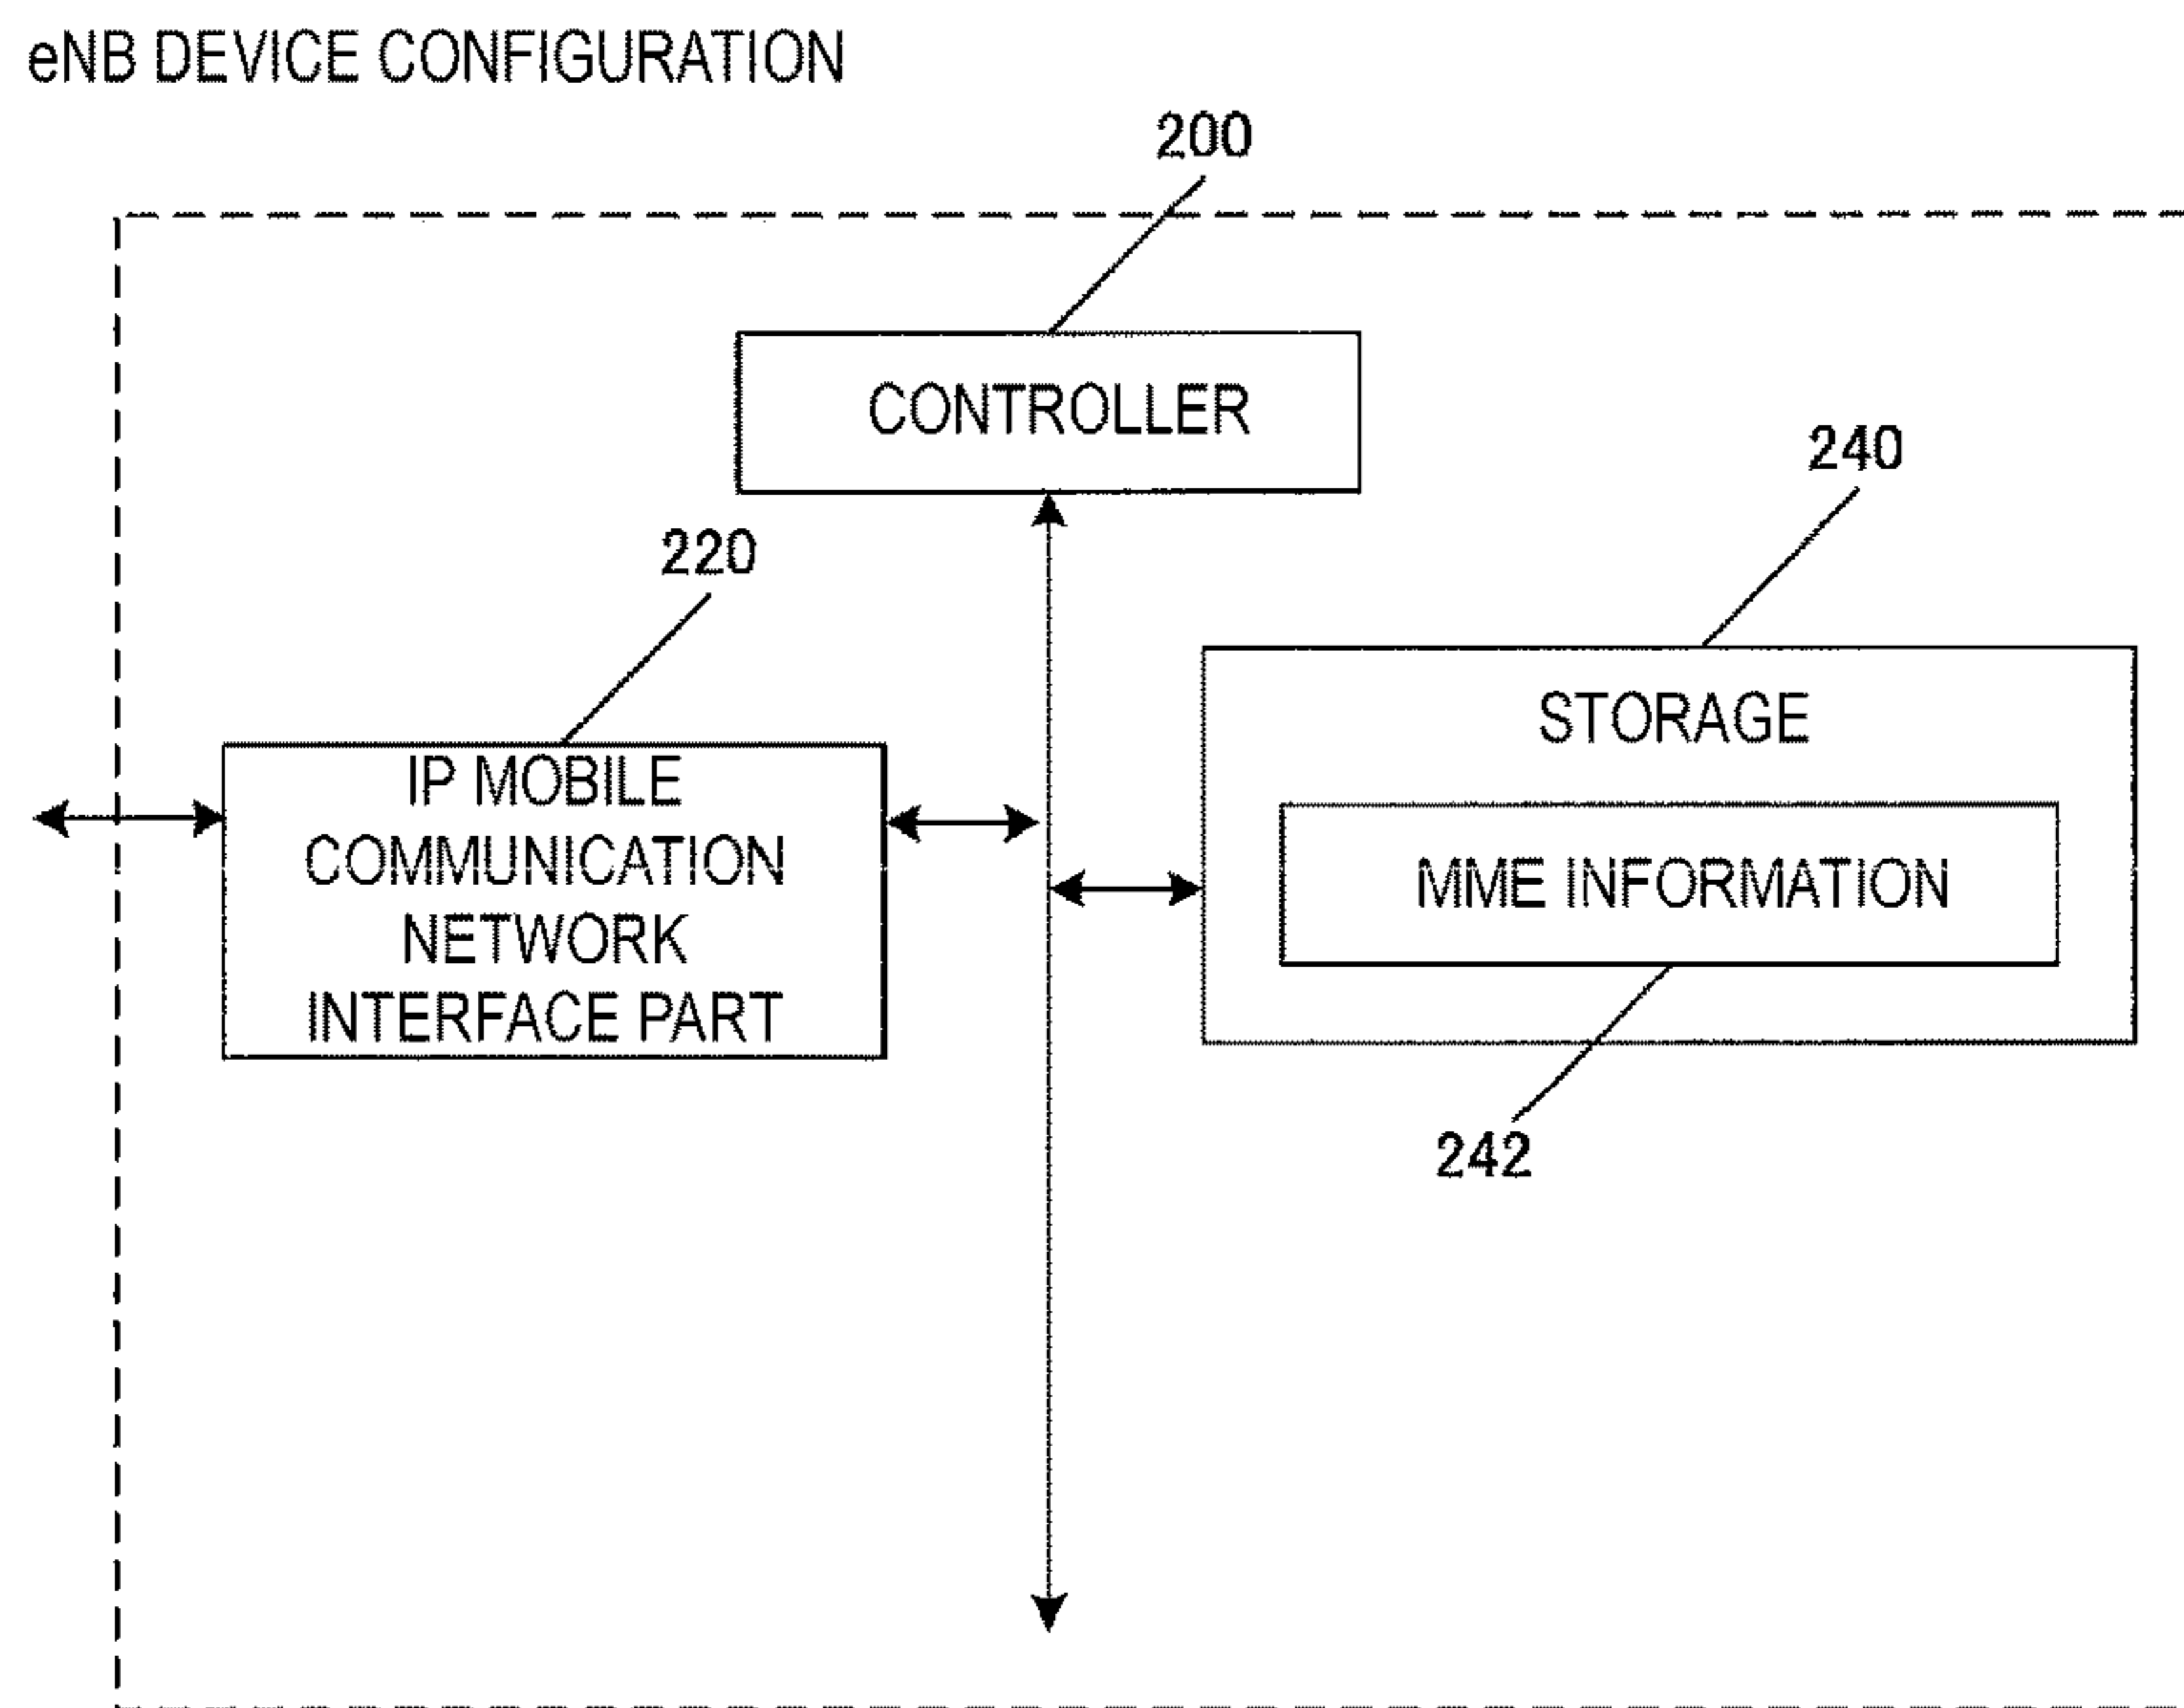 eNB DEVICE CONFIGURATION
200
CONTROLLER
240
220
STORAGE
IP MOBILE
COMMUNICATION
NETWORK
INTERFACE PART
MME INFORMATION
242